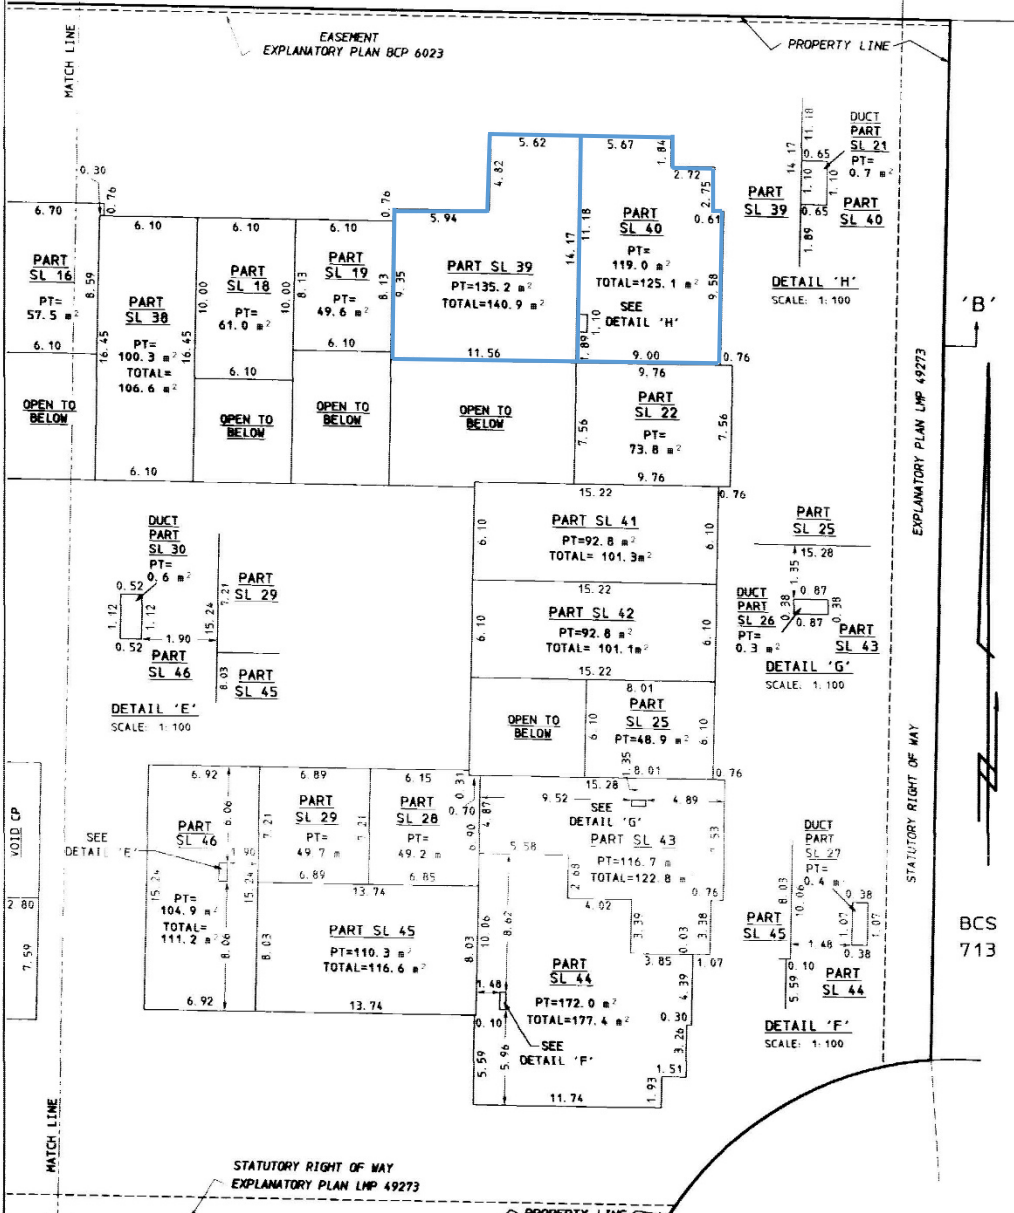 EASEMENT
EXPLANATORY PLAN BCP 6023
PROPERTY LINE
MATCH LINE
0.30
0.76
6.70
PART
SL 16
PT=
57.5 m²
8.59
6.10
OPEN TO
BELOW
6.10
PART
SL 38
PT=
100.3 m²
TOTAL=
106.6 m²
16.45
16.45
6.10
6.10
PART
SL 18
PT=
61.0 m²
10.00
10.00
6.10
OPEN TO
BELOW
6.10
PART
SL 19
PT=
49.6 m²
8.13
8.13
6.10
OPEN TO
BELOW
0.76
5.94
4.82
5.62
9.35
PART SL 39
PT=135.2 m²
TOTAL=140.9 m²
14.17
11.56
OPEN TO
BELOW
5.67
1.84
2.72
2.75
0.61
11.18
PART
SL 40
PT=
119.0 m²
TOTAL=125.1 m²
SEE
DETAIL 'H'
1.10
1.89
9.58
9.00
0.76
9.76
PART
SL 22
PT=
73.8 m²
7.56
7.56
9.76
14.17
11.18
DUCT
PART
SL 21
PT=
0.7 m²
0.65
1.10
1.10
0.65
PART
SL 39
PART
SL 40
1.89
DETAIL 'H'
SCALE: 1:100
'B'
EXPLANATORY PLAN LMP 49273
15.22
0.76
6.10
PART SL 41
PT=92.8 m²
TOTAL= 101.3m²
6.10
15.22
6.10
PART SL 42
PT=92.8 m²
TOTAL= 101.1m²
6.10
15.22
OPEN TO
BELOW
8.01
6.10
PART
SL 25
PT=48.9 m²
6.10
8.01
0.76
DUCT
PART
SL 30
PT=
0.6 m²
0.52
1.12
1.12
0.52
1.90
15.24
7.21
PART
SL 29
PART
SL 46
8.03
PART
SL 45
DETAIL 'E'
SCALE: 1:100
PART
SL 25
15.28
1.35
0.87
0.38
0.38
0.87
DUCT
PART
SL 26
PT=
0.3 m²
PART
SL 43
DETAIL 'G'
SCALE: 1:100
STATUTORY RIGHT OF WAY
VOID CP
2.80
7.59
SEE
DETAIL 'E'
6.92
6.06
PART
SL 46
1.90
15.24
15.24
PT=
104.9 m²
TOTAL=
111.2 m²
8.06
6.92
6.89
PART
SL 29
PT=
49.7 m
7.21
7.21
6.89
6.15
0.31
0.70
PART
SL 28
PT=
49.2 m
6.90
6.85
13.74
PART SL 45
PT=110.3 m²
TOTAL=116.6 m²
8.03
8.03
13.74
15.28
1.35
4.87
9.52
SEE
DETAIL 'G'
4.89
PART SL 43
PT=116.7 m
TOTAL=122.8 m²
5.58
2.68
4.02
0.76
3.39
3.38
3.85
0.03
1.07
10.06
8.62
PART
SL 44
PT=172.0 m²
TOTAL=177.4 m²
4.39
0.30
3.26
1.51
1.93
1.48
0.10
SEE
DETAIL 'F'
5.59
5.96
11.74
DUCT
PART
SL 27
PT=
0.4 m²
8.03
10.06
0.38
1.07
1.07
0.38
PART
SL 45
1.48
0.10
5.59
PART
SL 44
DETAIL 'F'
SCALE: 1:100
BCS
713
MATCH LINE
STATUTORY RIGHT OF WAY
EXPLANATORY PLAN LMP 49273
PROPERTY LINE